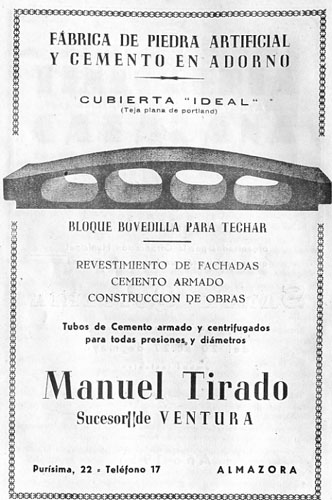 FÁBRICA DE PIEDRA ARTIFICIAL
Y CEMENTO EN ADORNO
CUBIERTA "IDEAL"
(Teja plana de portland)
BLOQUE BOVEDILLA PARA TECHAR
REVESTIMIENTO DE FACHADAS
CEMENTO ARMADO
CONSTRUCCION DE OBRAS
Tubos de Cemento armado y centrifugados
para todas presiones, y diámetros
Manuel Tirado
Sucesor de VENTURA
Purísima, 22 - Teléfono 17 ALMAZORA